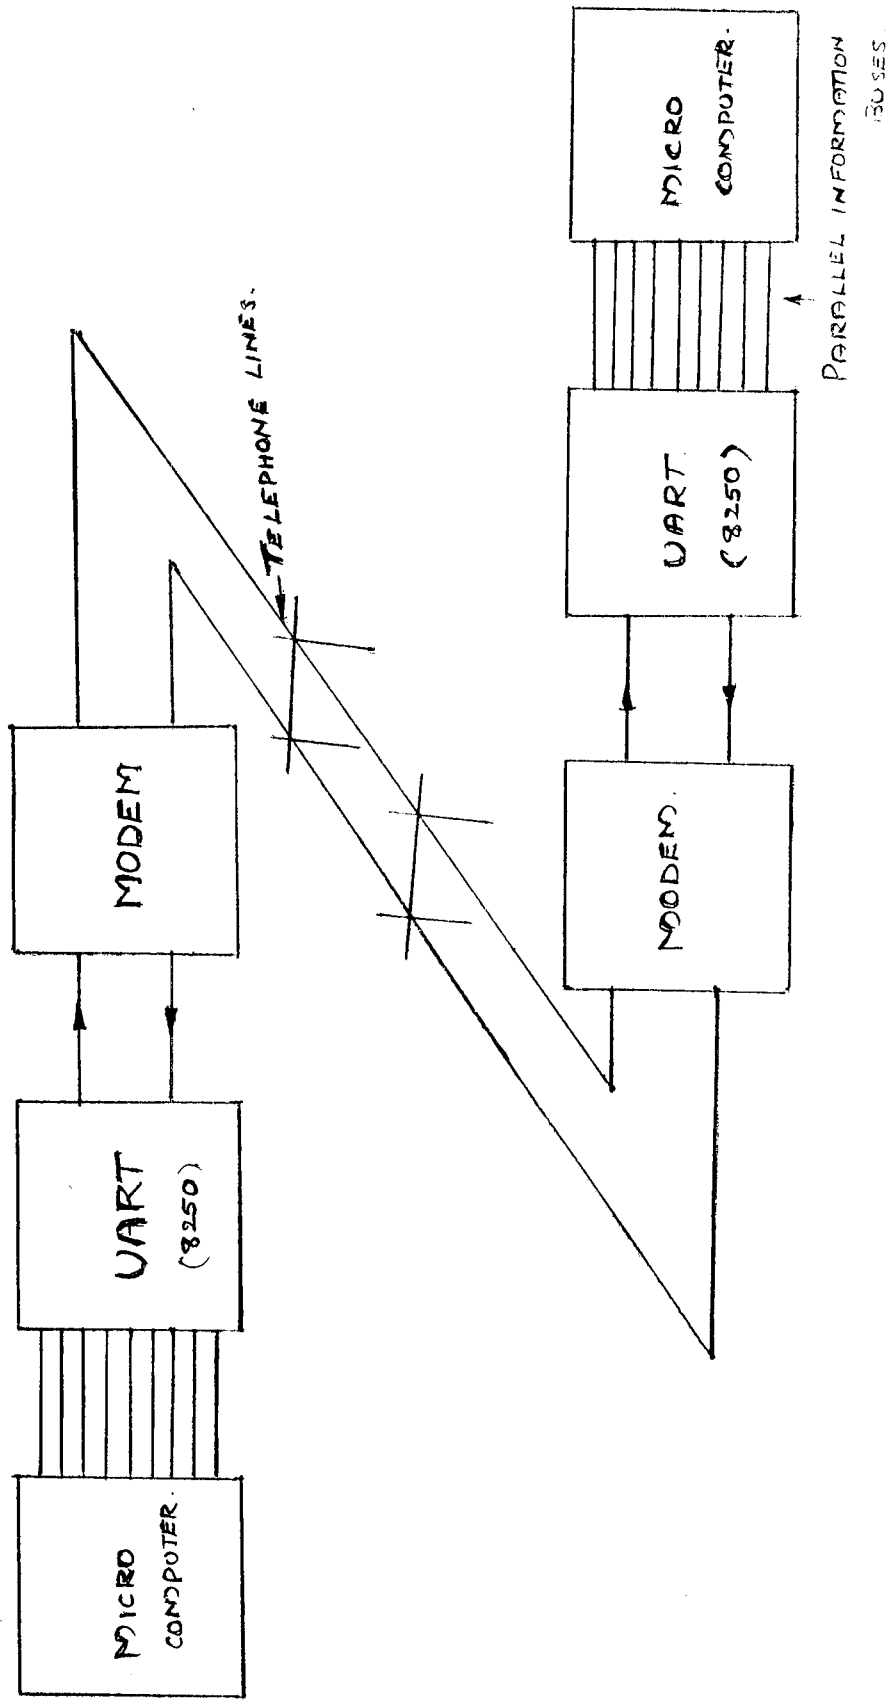 MICRO
COMPUTER.
UART
(8250)
MODEM
TELEPHONE LINES.
MODEM.
UART.
(8250)
MICRO
COMPUTER.
PARALLEL INFORMATION
BUSES.